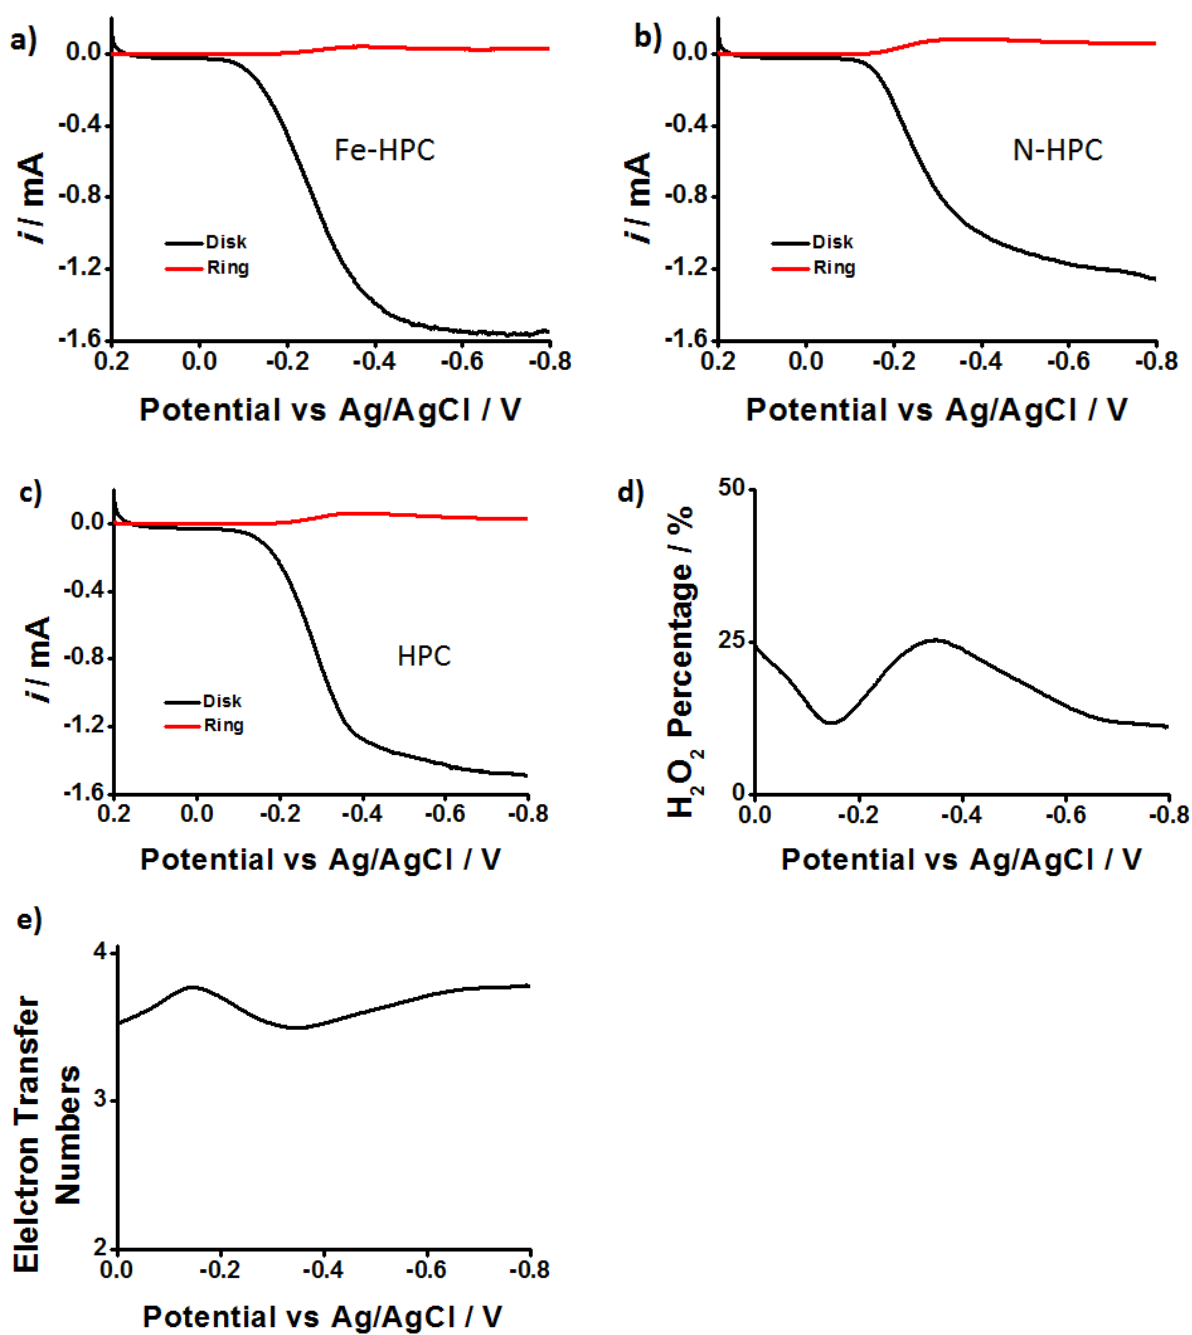 a)
0.0
-0.4
-0.8
-1.2
-1.6
i / mA
Fe-HPC
Disk
Ring
0.2 0.0 -0.2 -0.4 -0.6 -0.8
Potential vs Ag/AgCl / V
b)
0.0
-0.4
-0.8
-1.2
-1.6
i / mA
N-HPC
Disk
Ring
0.2 0.0 -0.2 -0.4 -0.6 -0.8
Potential vs Ag/AgCl / V
c)
0.0
-0.4
-0.8
-1.2
-1.6
i / mA
HPC
Disk
Ring
0.2 0.0 -0.2 -0.4 -0.6 -0.8
Potential vs Ag/AgCl / V
d)
50
25
0
H2O2 Percentage / %
0.0 -0.2 -0.4 -0.6 -0.8
Potential vs Ag/AgCl / V
e)
4
3
2
Elelctron Transfer
Numbers
0.0 -0.2 -0.4 -0.6 -0.8
Potential vs Ag/AgCl / V